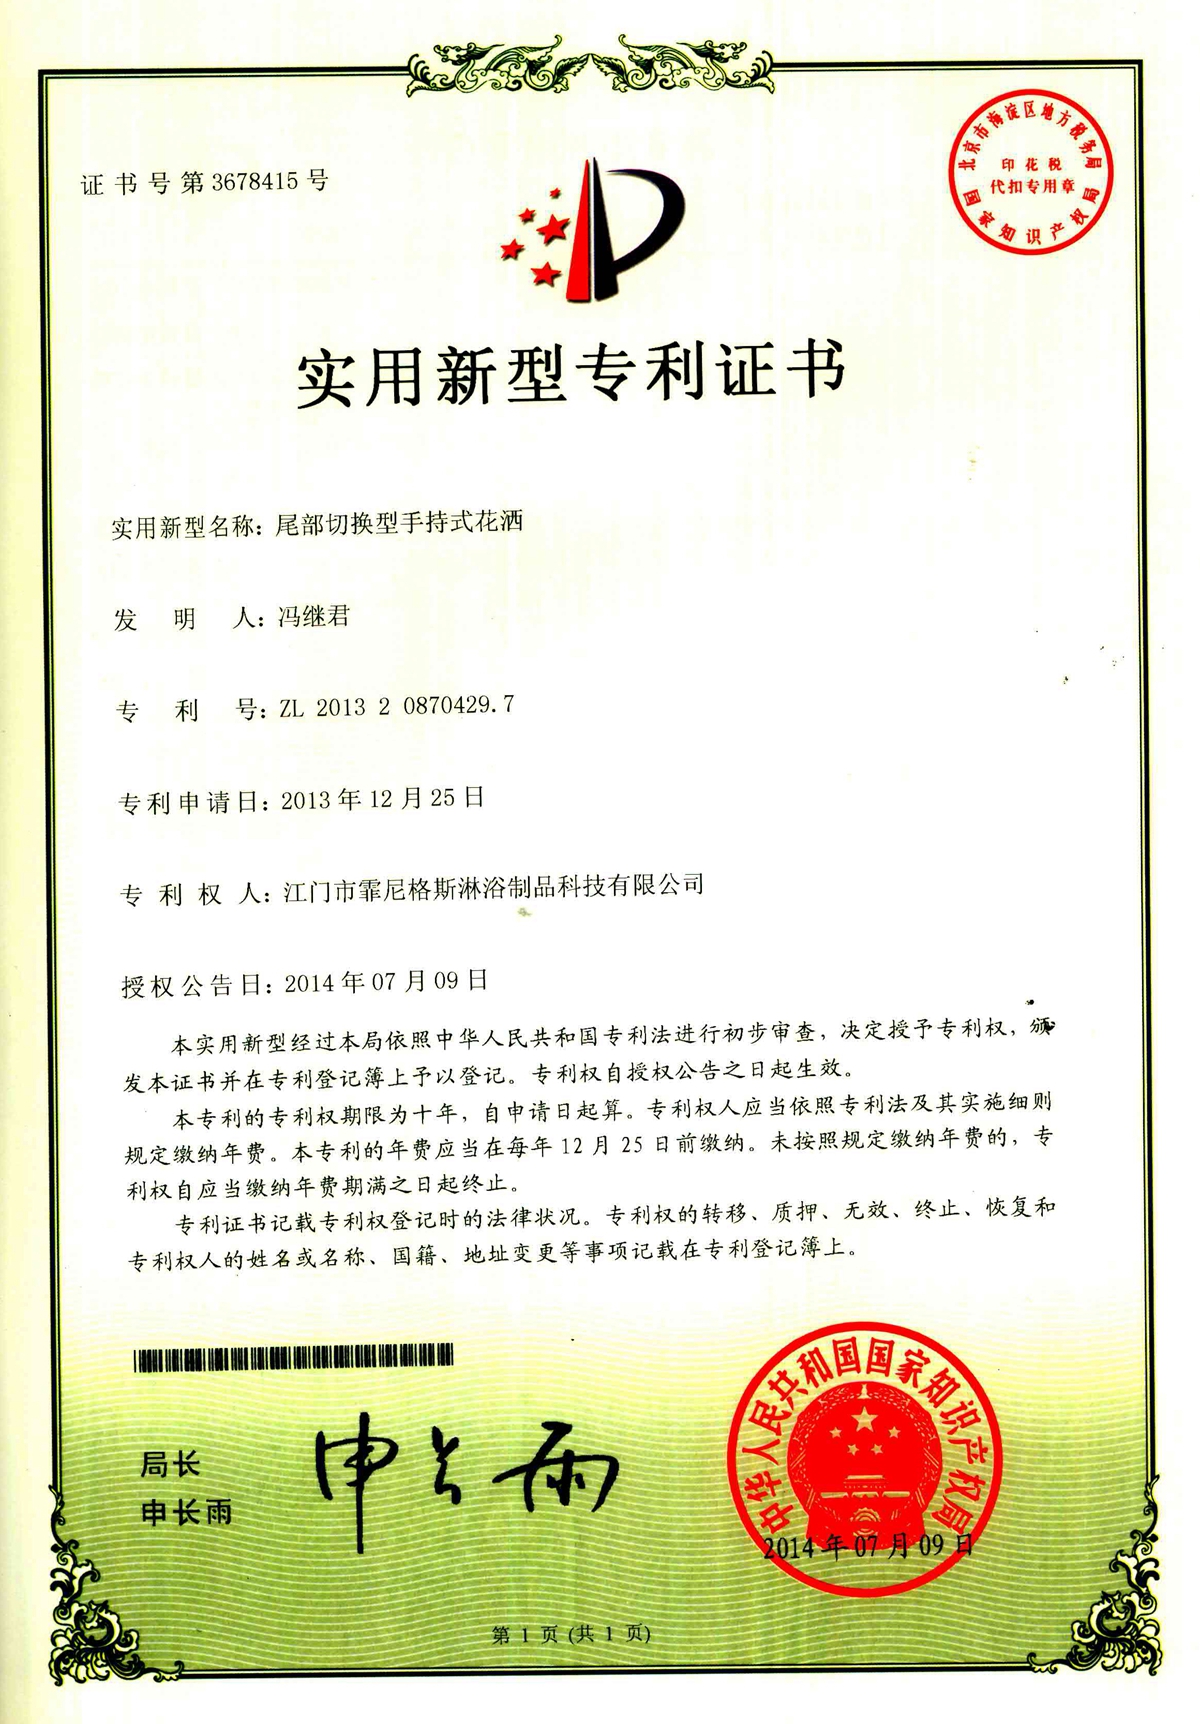 证书号第3678415号
北京市海淀区地方税务局
印花税
代扣专用章
国家知识产权局
实用新型专利证书
实用新型名称：尾部切换型手持式花洒
发明人：冯继君
专利号：ZL 2013 2 0870429.7
专利申请日：2013年12月25日
专利权人：江门市霏尼格斯淋浴制品科技有限公司
授权公告日：2014年07月09日
本实用新型经过本局依照中华人民共和国专利法进行初步审查，决定授予专利权，颁
发本证书并在专利登记簿上予以登记。专利权自授权公告之日起生效。
本专利的专利权期限为十年，自申请日起算。专利权人应当依照专利法及其实施细则
规定缴纳年费。本专利的年费应当在每年12月25日前缴纳。未按照规定缴纳年费的，专
利权自应当缴纳年费期满之日起终止。
专利证书记载专利权登记时的法律状况。专利权的转移、质押、无效、终止、恢复和
专利权人的姓名或名称、国籍、地址变更等事项记载在专利登记簿上。
局长
申长雨
申长雨
中华人民共和国国家知识产权局
2014年07月09日
第 1 页 (共 1 页)